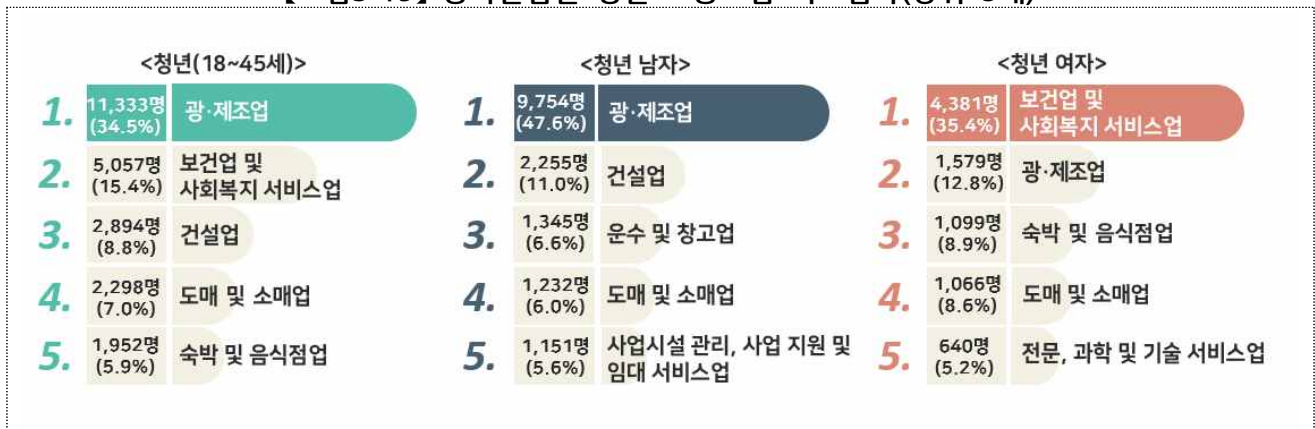 <청년(18~45세)>
1. 11,333명 (34.5%) 광·제조업
2. 5,057명 (15.4%) 보건업 및 사회복지 서비스업
3. 2,894명 (8.8%) 건설업
4. 2,298명 (7.0%) 도매 및 소매업
5. 1,952명 (5.9%) 숙박 및 음식점업
<청년 남자>
1. 9,754명 (47.6%) 광·제조업
2. 2,255명 (11.0%) 건설업
3. 1,345명 (6.6%) 운수 및 창고업
4. 1,232명 (6.0%) 도매 및 소매업
5. 1,151명 (5.6%) 사업시설 관리, 사업 지원 및 임대 서비스업
<청년 여자>
1. 4,381명 (35.4%) 보건업 및 사회복지 서비스업
2. 1,579명 (12.8%) 광·제조업
3. 1,099명 (8.9%) 숙박 및 음식점업
4. 1,066명 (8.6%) 도매 및 소매업
5. 640명 (5.2%) 전문, 과학 및 기술 서비스업